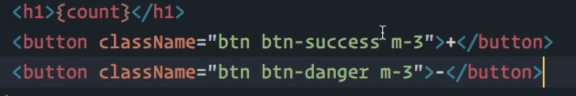 <h1>{count}</h1>
<button className="btn btn-success m-3">+</button>
<button className="btn btn-danger m-3">-</button>